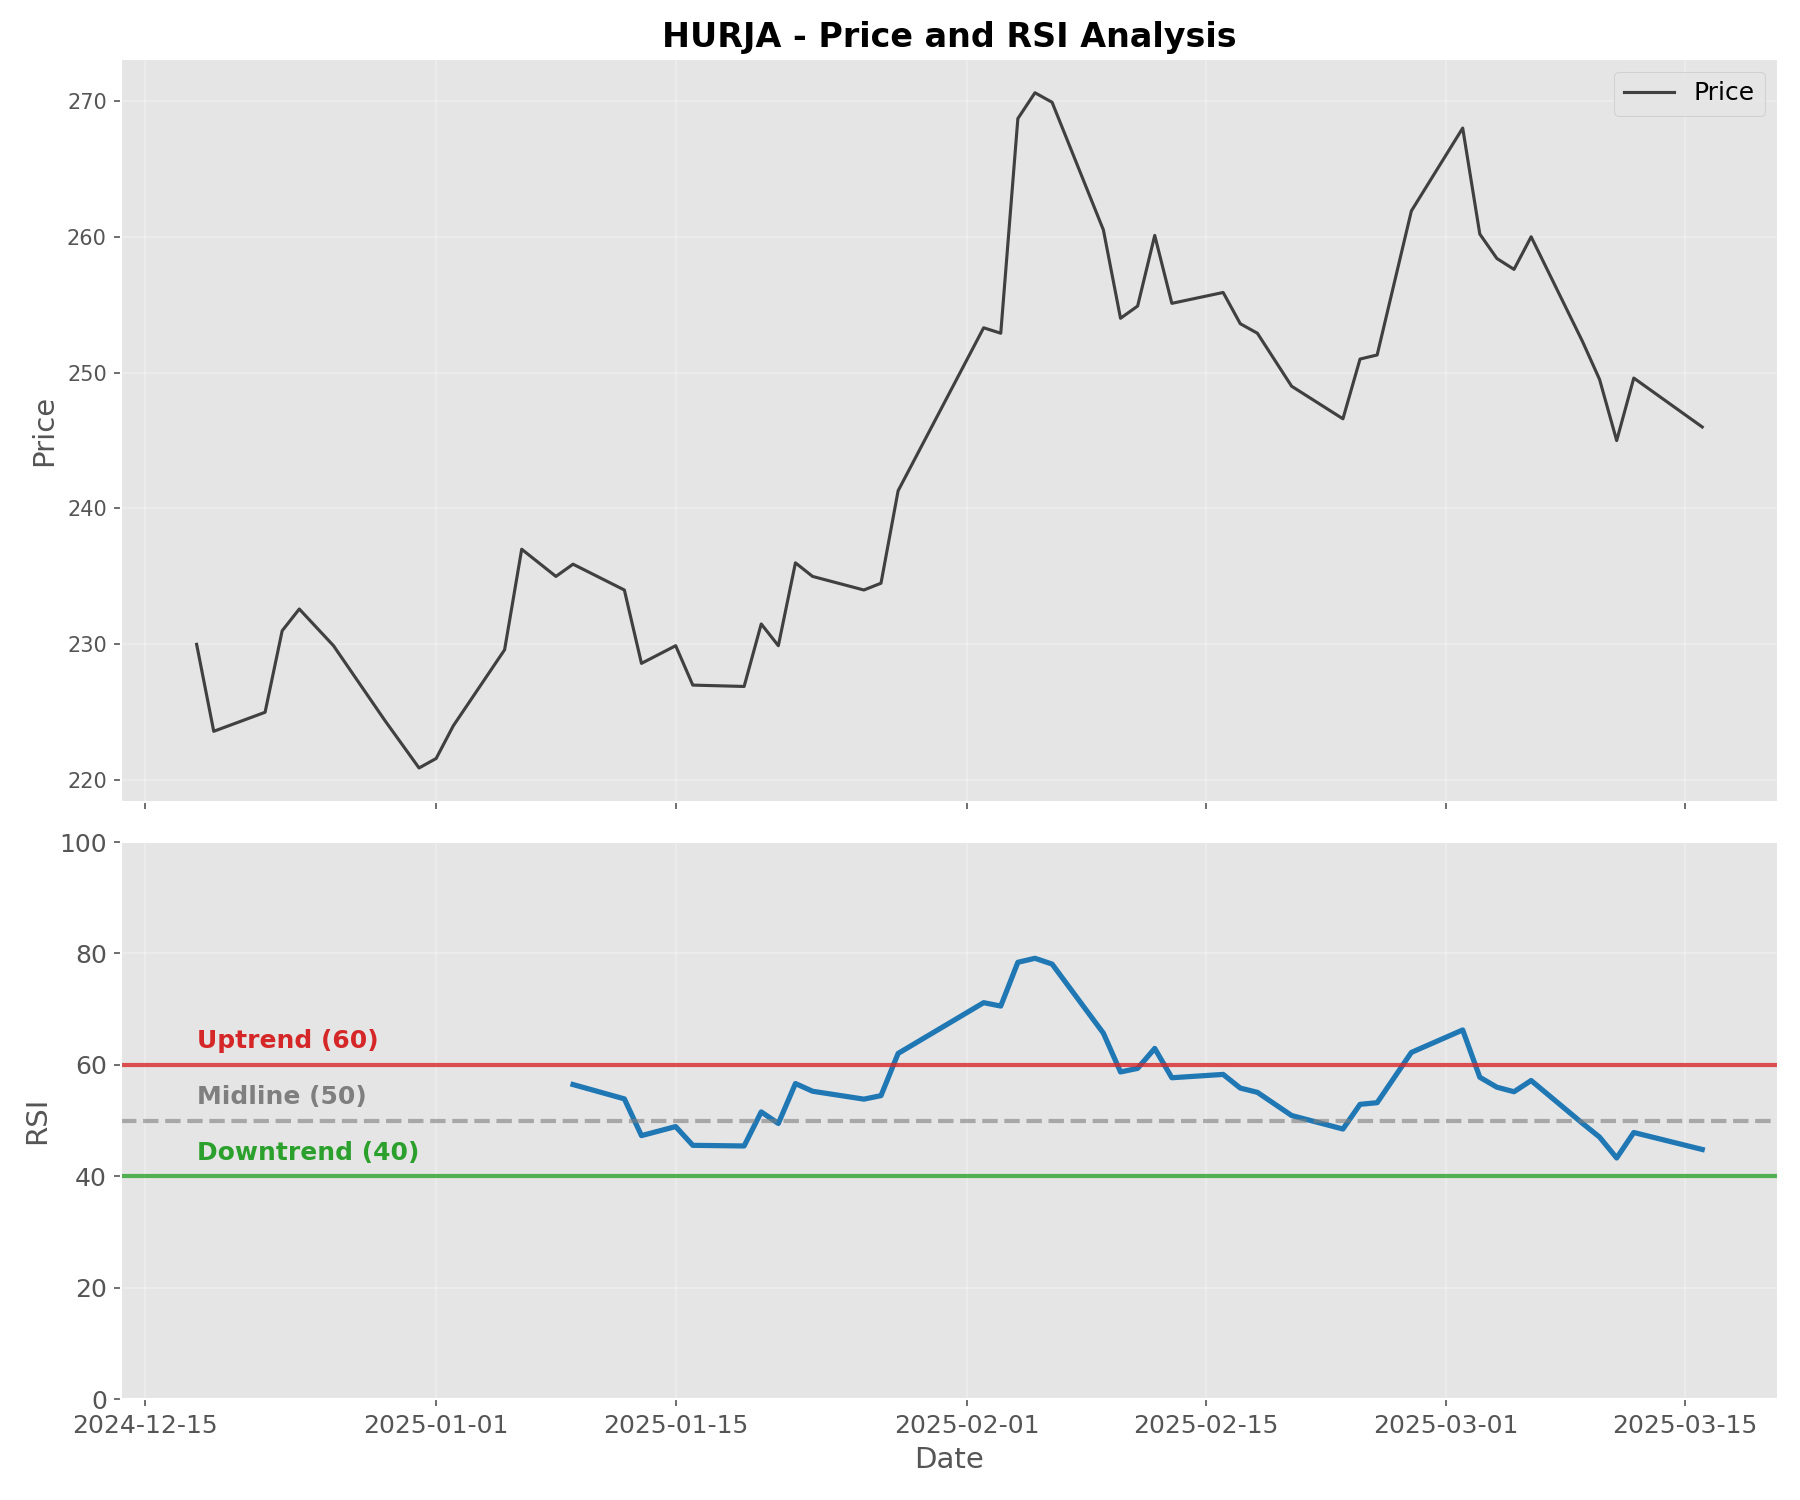 HURJA - Price and RSI Analysis
Price
270
260
250
240
230
220
Price
100
80
60
40
20
0
RSI
Uptrend (60)
Midline (50)
Downtrend (40)
2024-12-15 2025-01-01 2025-01-15 2025-02-01 2025-02-15 2025-03-01 2025-03-15
Date